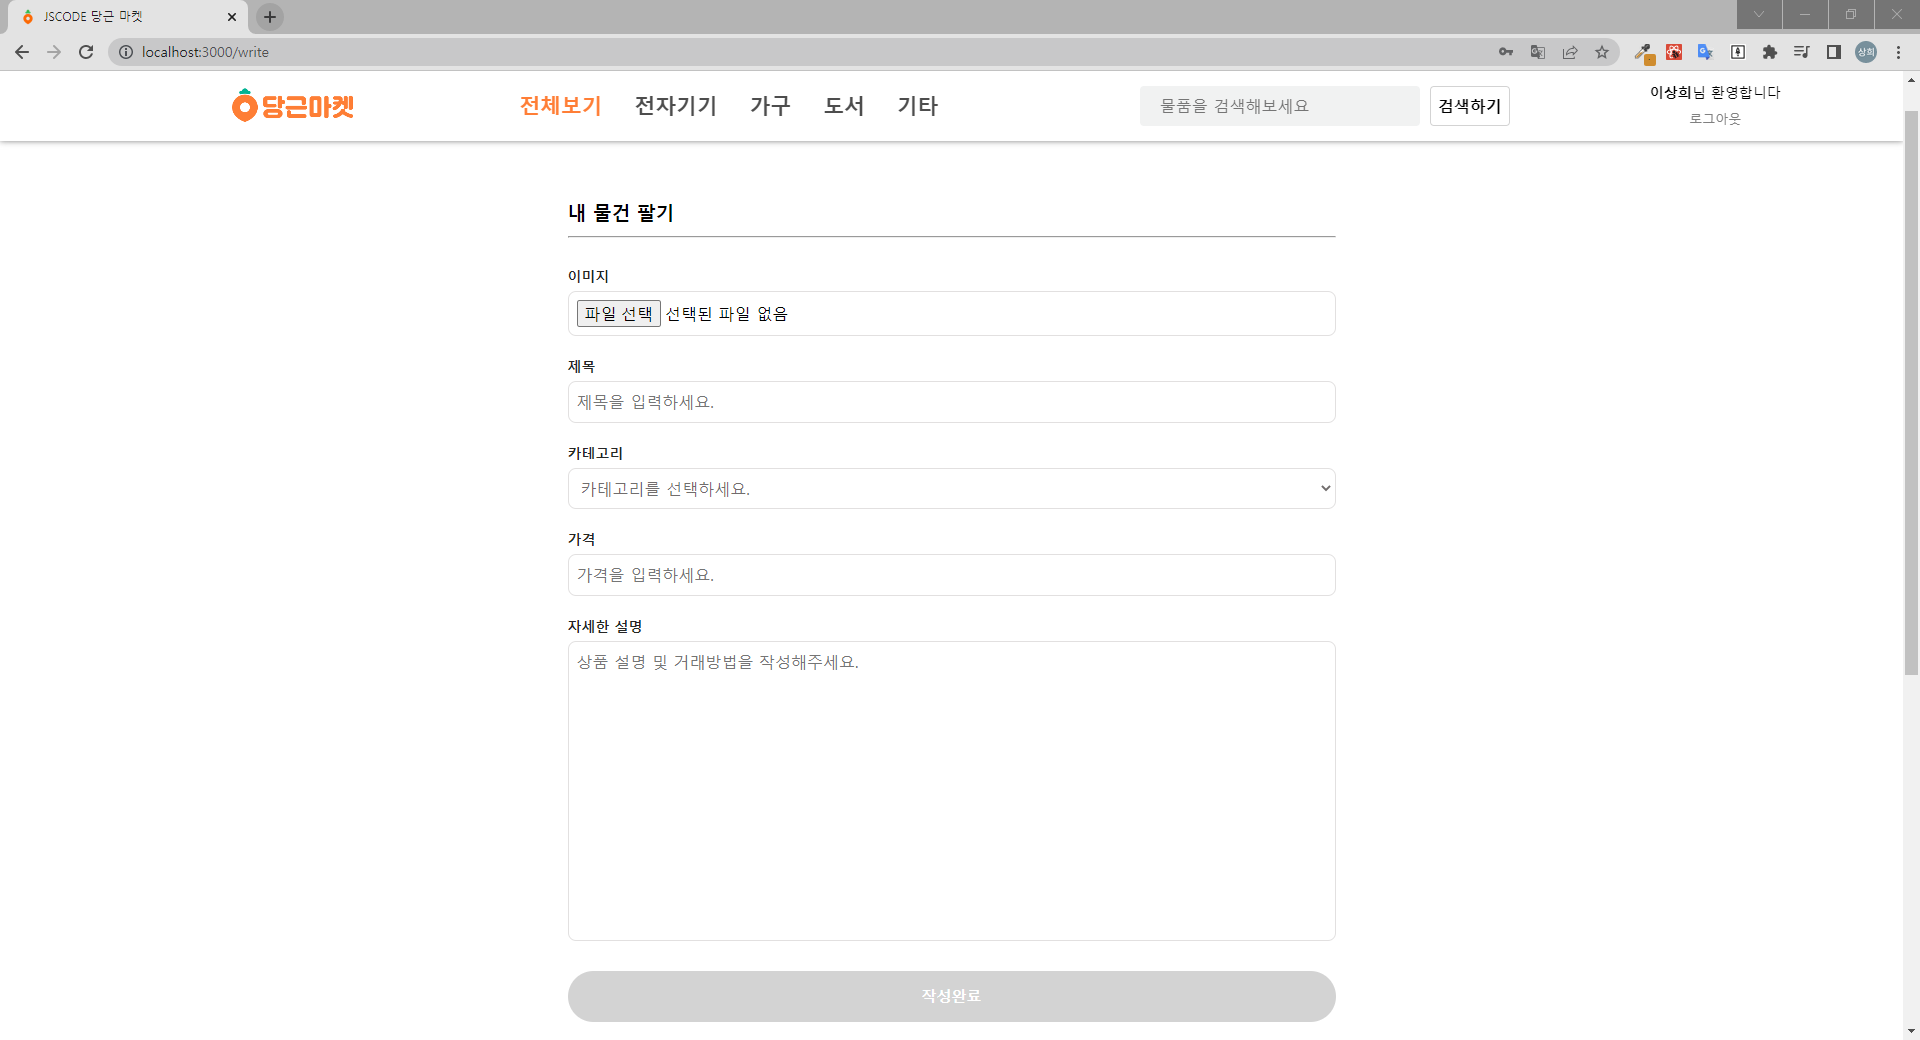 JSCODE 당근 마켓
localhost:3000/write
상희
당근마켓
전체보기 전자기기 가구 도서 기타
물품을 검색해보세요 검색하기
이상희님 환영합니다
로그아웃
내 물건 팔기
이미지
파일 선택 선택된 파일 없음
제목
제목을 입력하세요.
카테고리
카테고리를 선택하세요.
가격
가격을 입력하세요.
자세한 설명
상품 설명 및 거래방법을 작성해주세요.
작성완료